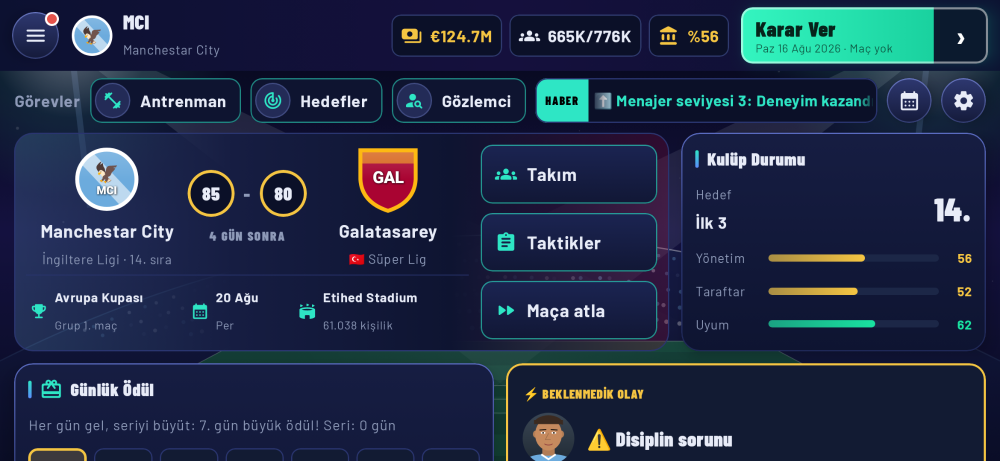 MCI
Manchestar City
€124.7M
665K/776K
%56
Karar Ver
Paz 16 Ağu 2026 · Maç yok
Görevler
Antrenman
Hedefler
Gözlemci
HABER
Menajer seviyesi 3: Deneyim kazand
MCI
85 - 80
GAL
Manchestar City
4 GÜN SONRA
Galatasarey
İngiltere Ligi · 14. sıra
Süper Lig
Avrupa Kupası
Grup 1. maç
20 Ağu
Per
Etihed Stadium
61.038 kişilik
Takım
Taktikler
Maça atla
Kulüp Durumu
Hedef
İlk 3
14.
Yönetim 56
Taraftar 52
Uyum 62
Günlük Ödül
Her gün gel, seriyi büyüt: 7. gün büyük ödül! Seri: 0 gün
⚡ BEKLENMEDİK OLAY
⚠️ Disiplin sorunu